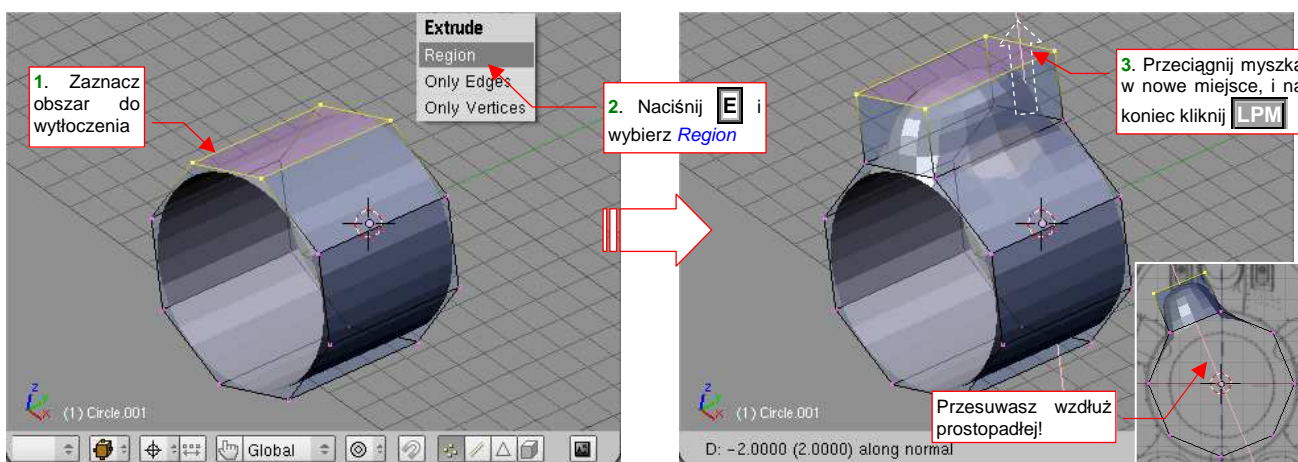 Extrude
Region
Only Edges
Only Vertices
1. Zaznacz
obszar do
wytłoczenia
2. Naciśnij E i
wybierz Region
3. Przeciągnij myszką
w nowe miejsce, i na
koniec kliknij LPM
z
x
(1) Circle.001
Global
z
x
(1) Circle.001
Przesuwasz wzdłuż
prostopadłej!
D: -2.0000 (2.0000) along normal